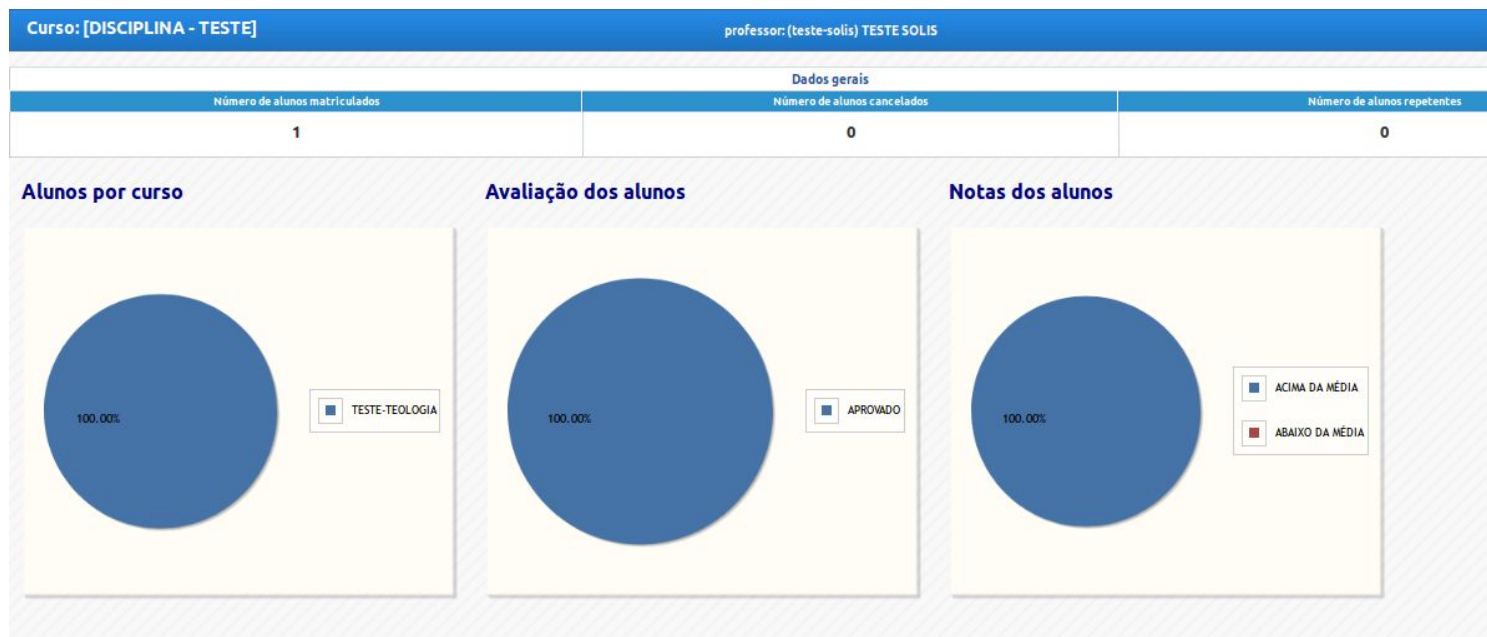 Curso: [DISCIPLINA - TESTE]
professor: (teste-solis) TESTE SOLIS
Dados gerais
Número de alunos matriculados
Número de alunos cancelados
Número de alunos repetentes
1
0
0
Alunos por curso
Avaliação dos alunos
Notas dos alunos
100.00%
TESTE-TEOLOGIA
100.00%
APROVADO
100.00%
ACIMA DA MÉDIA
ABAIXO DA MÉDIA